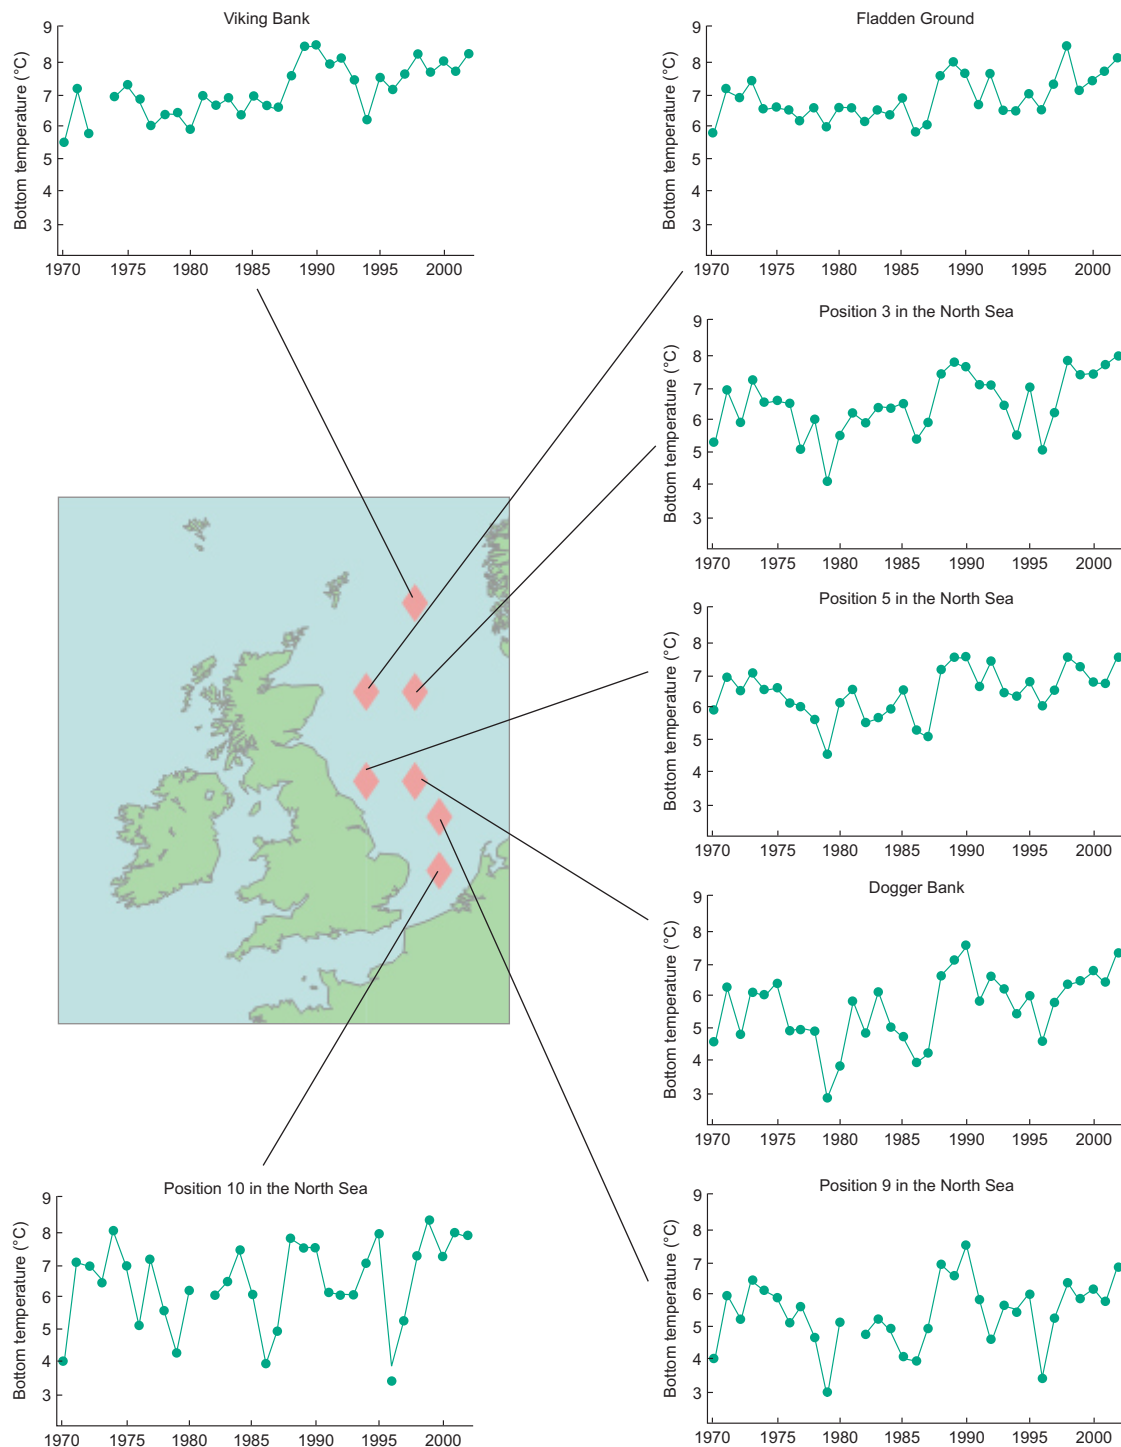 Viking Bank
Bottom temperature (°C)
9
8
7
6
5
4
3
1970 1975 1980 1985 1990 1995 2000
Fladden Ground
Bottom temperature (°C)
9
8
7
6
5
4
3
1970 1975 1980 1985 1990 1995 2000
Position 3 in the North Sea
Bottom temperature (°C)
9
8
7
6
5
4
3
1970 1975 1980 1985 1990 1995 2000
Position 5 in the North Sea
Bottom temperature (°C)
9
8
7
6
5
4
3
1970 1975 1980 1985 1990 1995 2000
Dogger Bank
Bottom temperature (°C)
9
8
7
6
5
4
3
1970 1975 1980 1985 1990 1995 2000
Position 10 in the North Sea
Bottom temperature (°C)
9
8
7
6
5
4
3
1970 1975 1980 1985 1990 1995 2000
Position 9 in the North Sea
Bottom temperature (°C)
9
8
7
6
5
4
3
1970 1975 1980 1985 1990 1995 2000